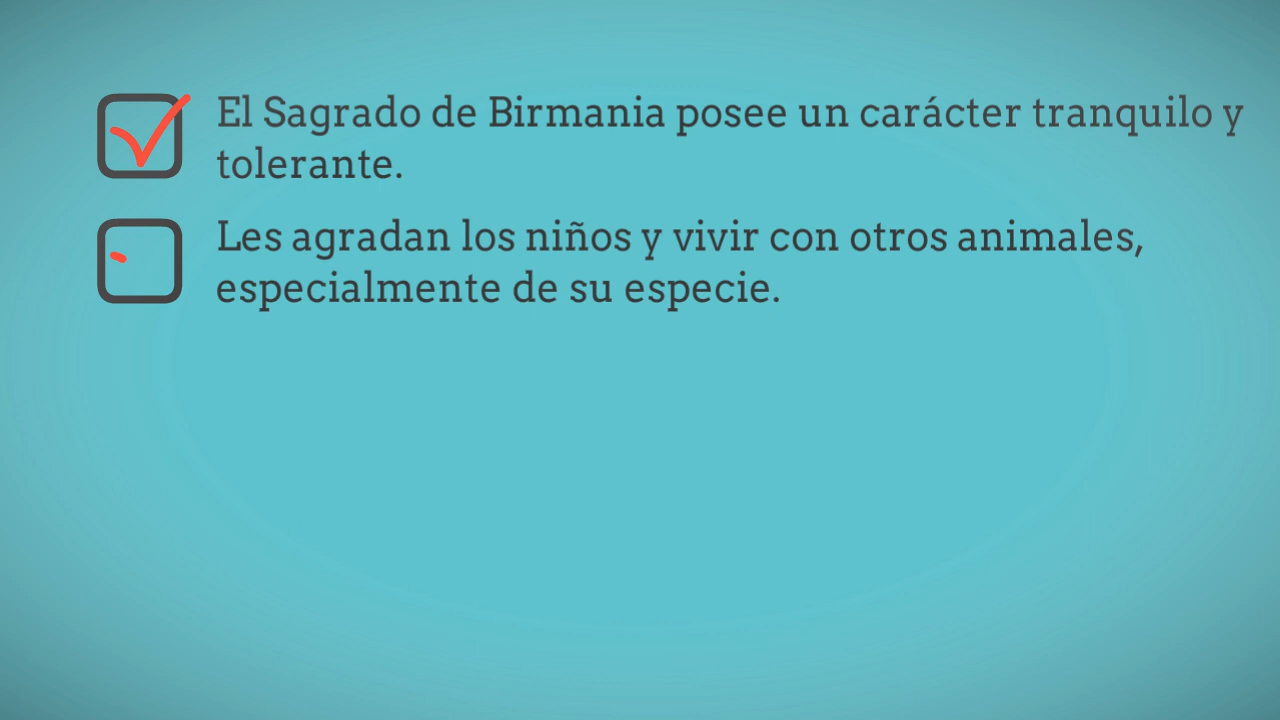 El Sagrado de Birmania posee un carácter tranquilo y
tolerante.
Les agradan los niños y vivir con otros animales,
especialmente de su especie.